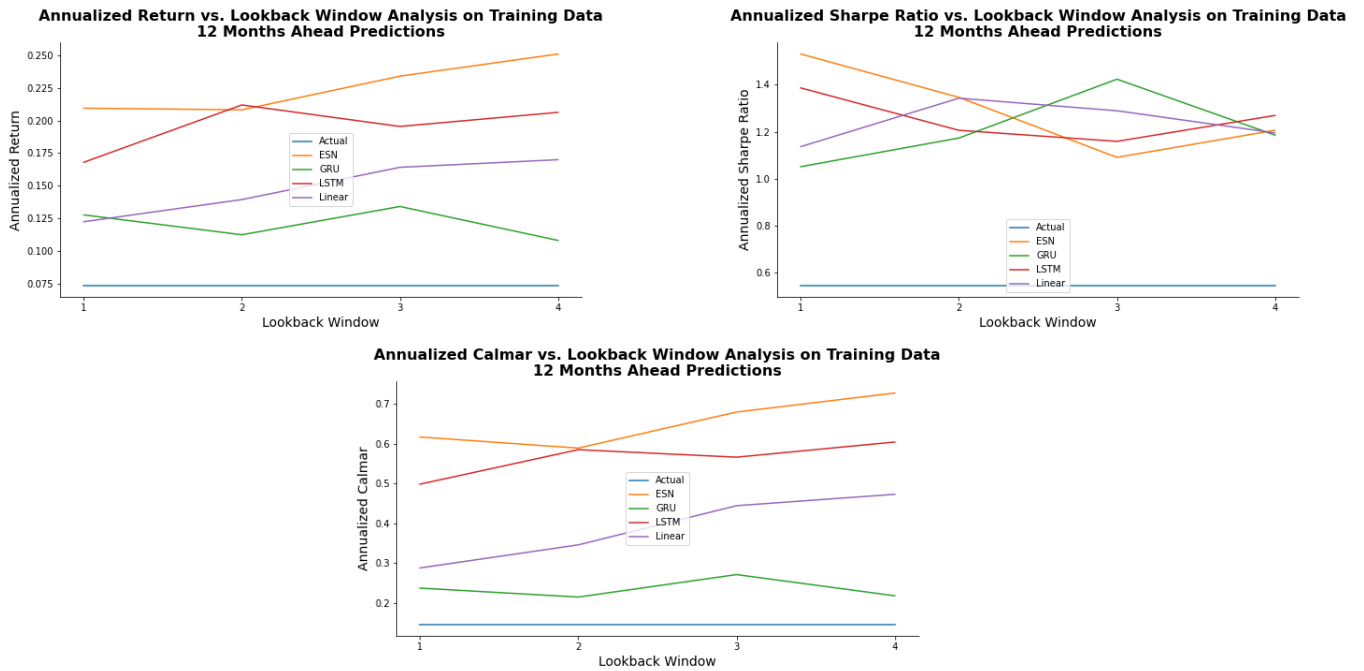 Annualized Return vs. Lookback Window Analysis on Training Data
12 Months Ahead Predictions
Annualized Return
0.250
0.225
0.200
0.175
0.150
0.125
0.100
0.075
Actual
ESN
GRU
LSTM
Linear
1 2 3 4
Lookback Window
Annualized Sharpe Ratio vs. Lookback Window Analysis on Training Data
12 Months Ahead Predictions
Annualized Sharpe Ratio
1.4
1.2
1.0
0.8
0.6
Actual
ESN
GRU
LSTM
Linear
1 2 3 4
Lookback Window
Annualized Calmar vs. Lookback Window Analysis on Training Data
12 Months Ahead Predictions
Annualized Calmar
0.7
0.6
0.5
0.4
0.3
0.2
Actual
ESN
GRU
LSTM
Linear
1 2 3 4
Lookback Window